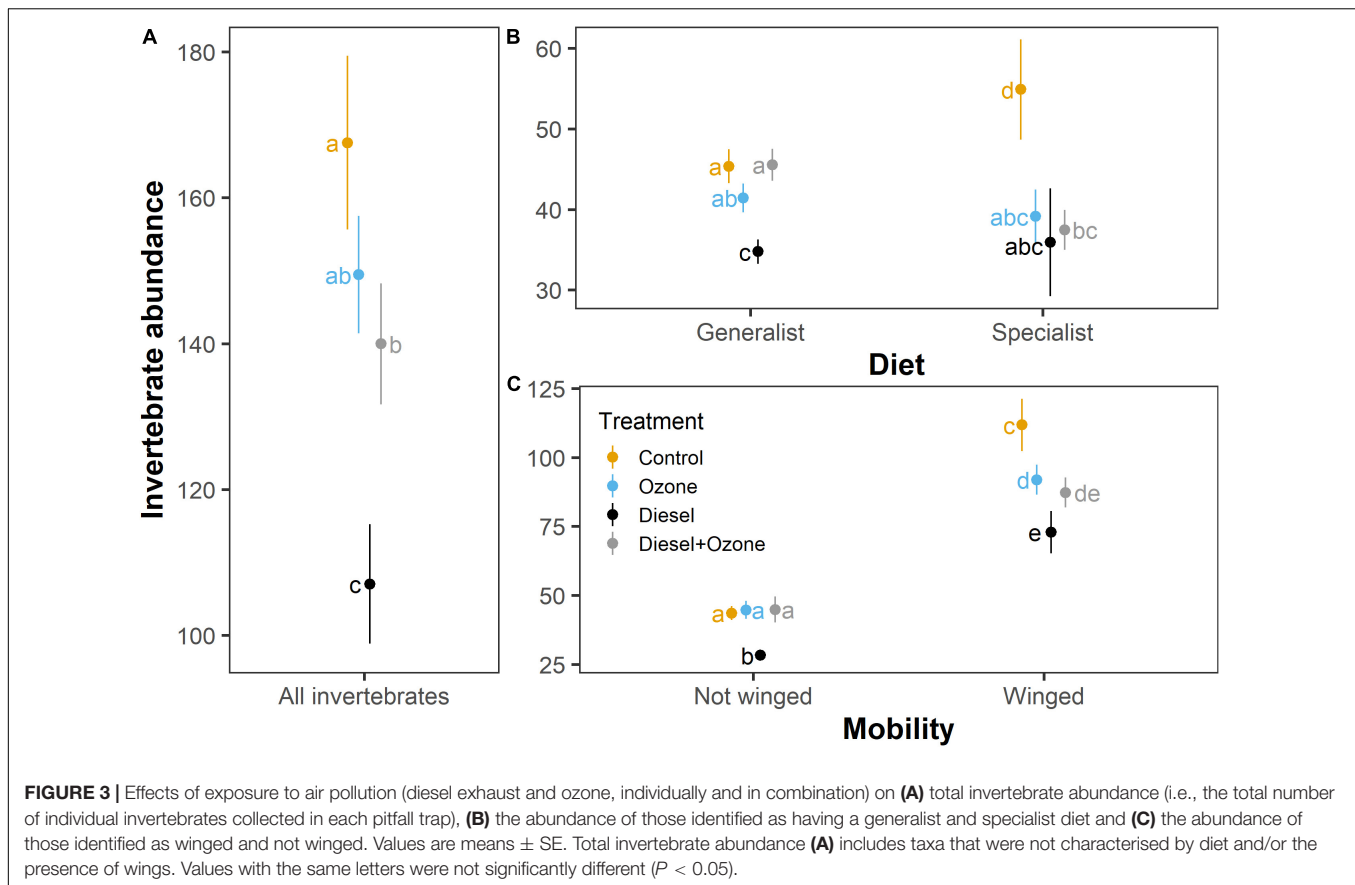 A
180
160
140
120
100
Invertebrate abundance
a
ab
b
c
All invertebrates
B
60
50
40
30
a
ab
a
c
d
abc
abc
bc
Generalist
Specialist
Diet
C
125
100
75
50
25
Treatment
Control
Ozone
Diesel
Diesel+Ozone
a
a
a
b
c
d
de
e
Not winged
Winged
Mobility
FIGURE 3 | Effects of exposure to air pollution (diesel exhaust and ozone, individually and in combination) on (A) total invertebrate abundance (i.e., the total number
of individual invertebrates collected in each pitfall trap), (B) the abundance of those identified as having a generalist and specialist diet and (C) the abundance of
those identified as winged and not winged. Values are means ± SE. Total invertebrate abundance (A) includes taxa that were not characterised by diet and/or the
presence of wings. Values with the same letters were not significantly different (P < 0.05).